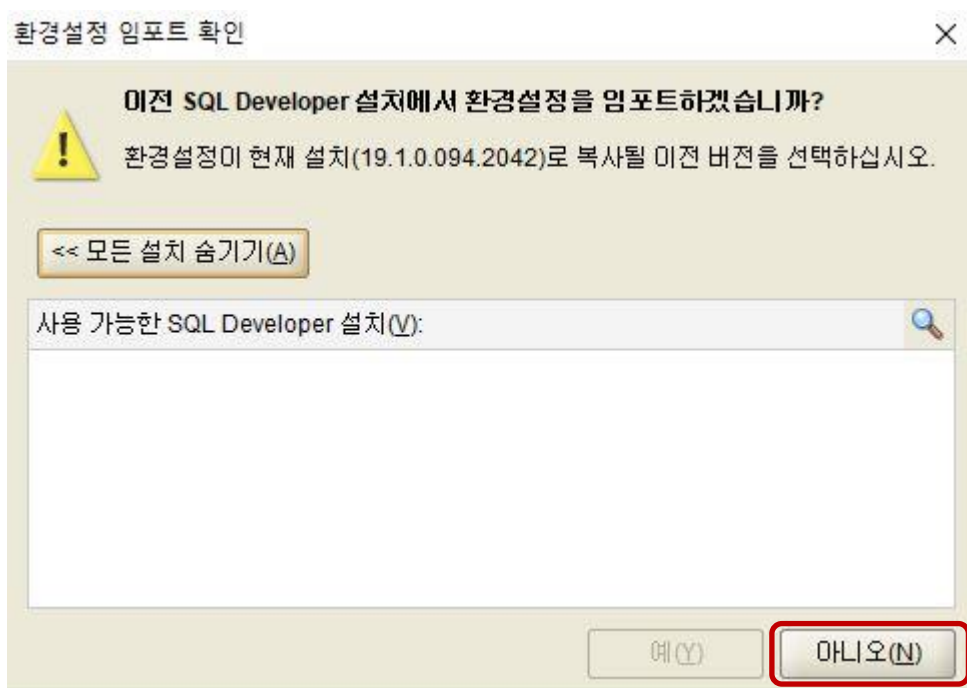 환경설정 임포트 확인
이전 SQL Developer 설치에서 환경설정을 임포트하겠습니까?
환경설정이 현재 설치(19.1.0.094.2042)로 복사될 이전 버전을 선택하십시오.
<< 모든 설치 숨기기(A)
사용 가능한 SQL Developer 설치(V):
예(Y) 아니오(N)